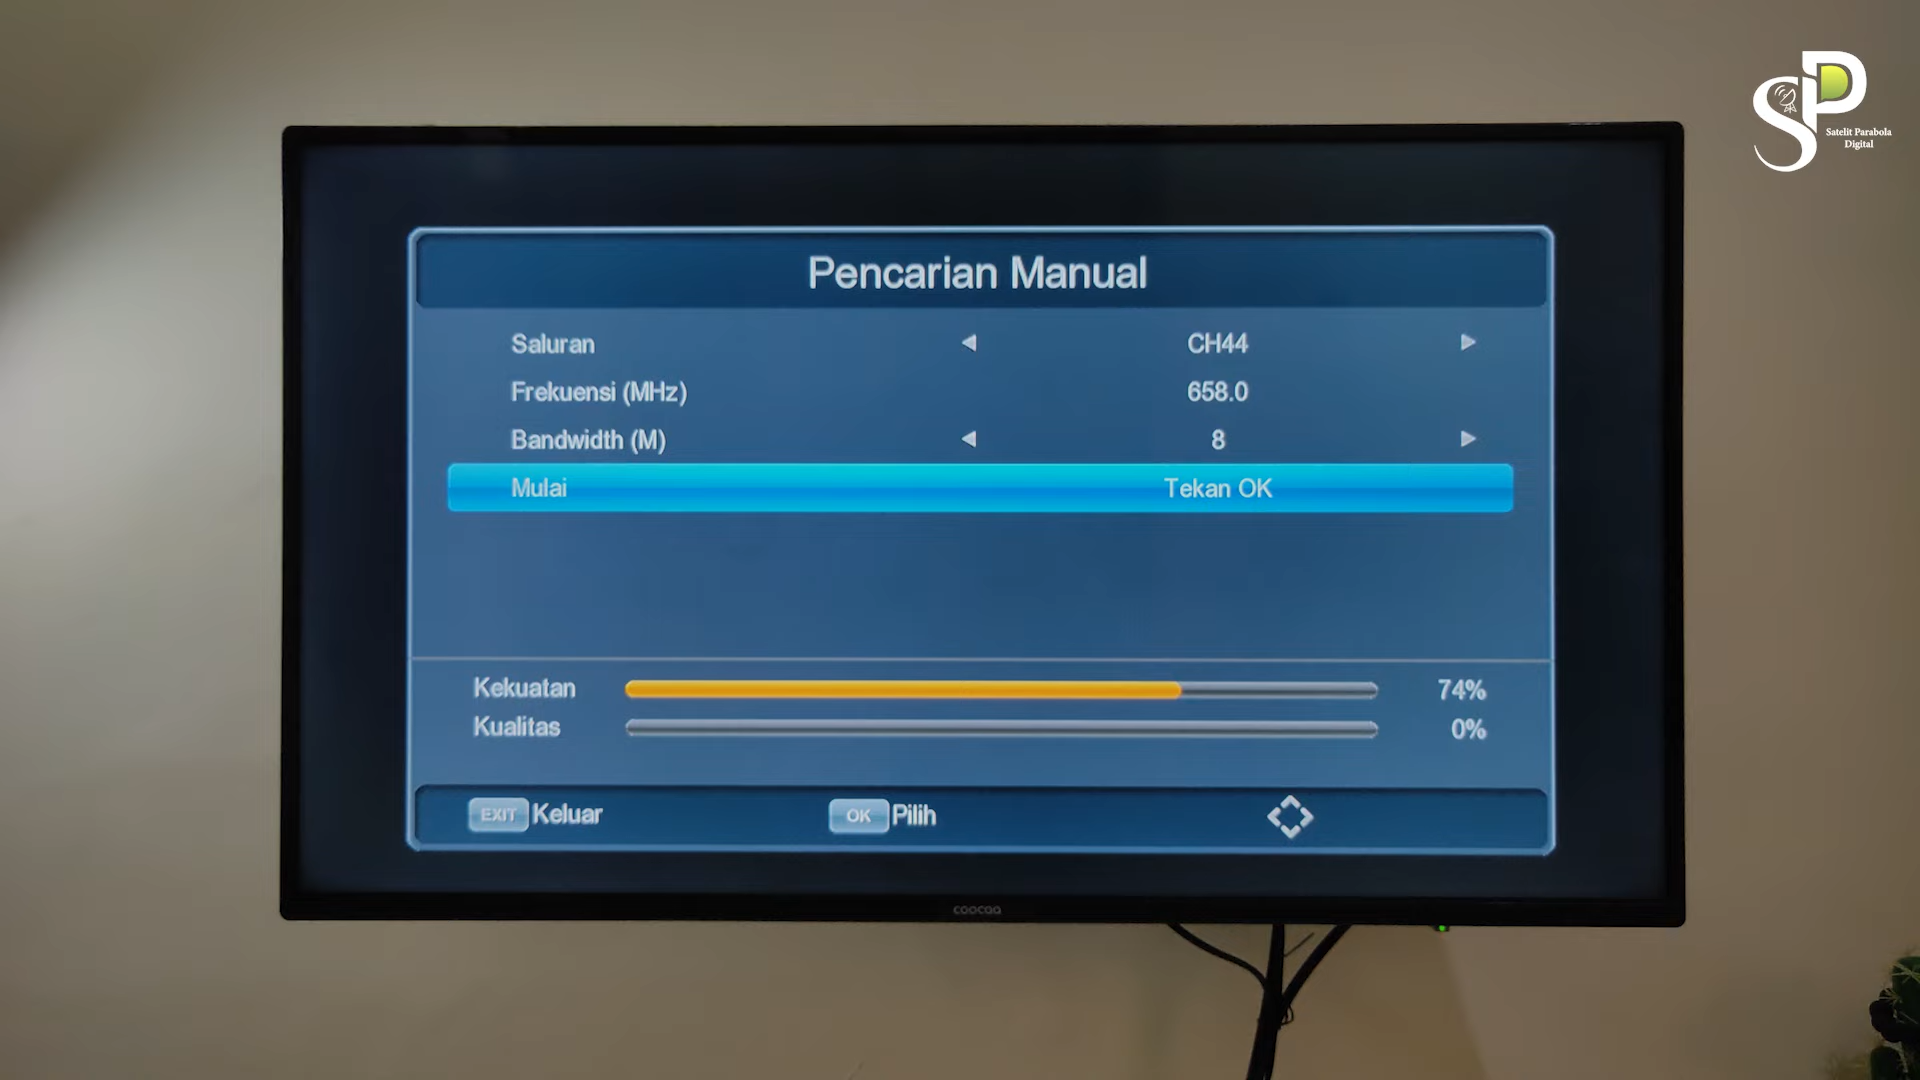 SPD
Satelit Parabola
Digital
Pencarian Manual
Saluran CH44
Frekuensi (MHz) 658.0
Bandwidth (M) 8
Mulai Tekan OK
Kekuatan 74%
Kualitas 0%
EXIT Keluar OK Pilih
coocaa